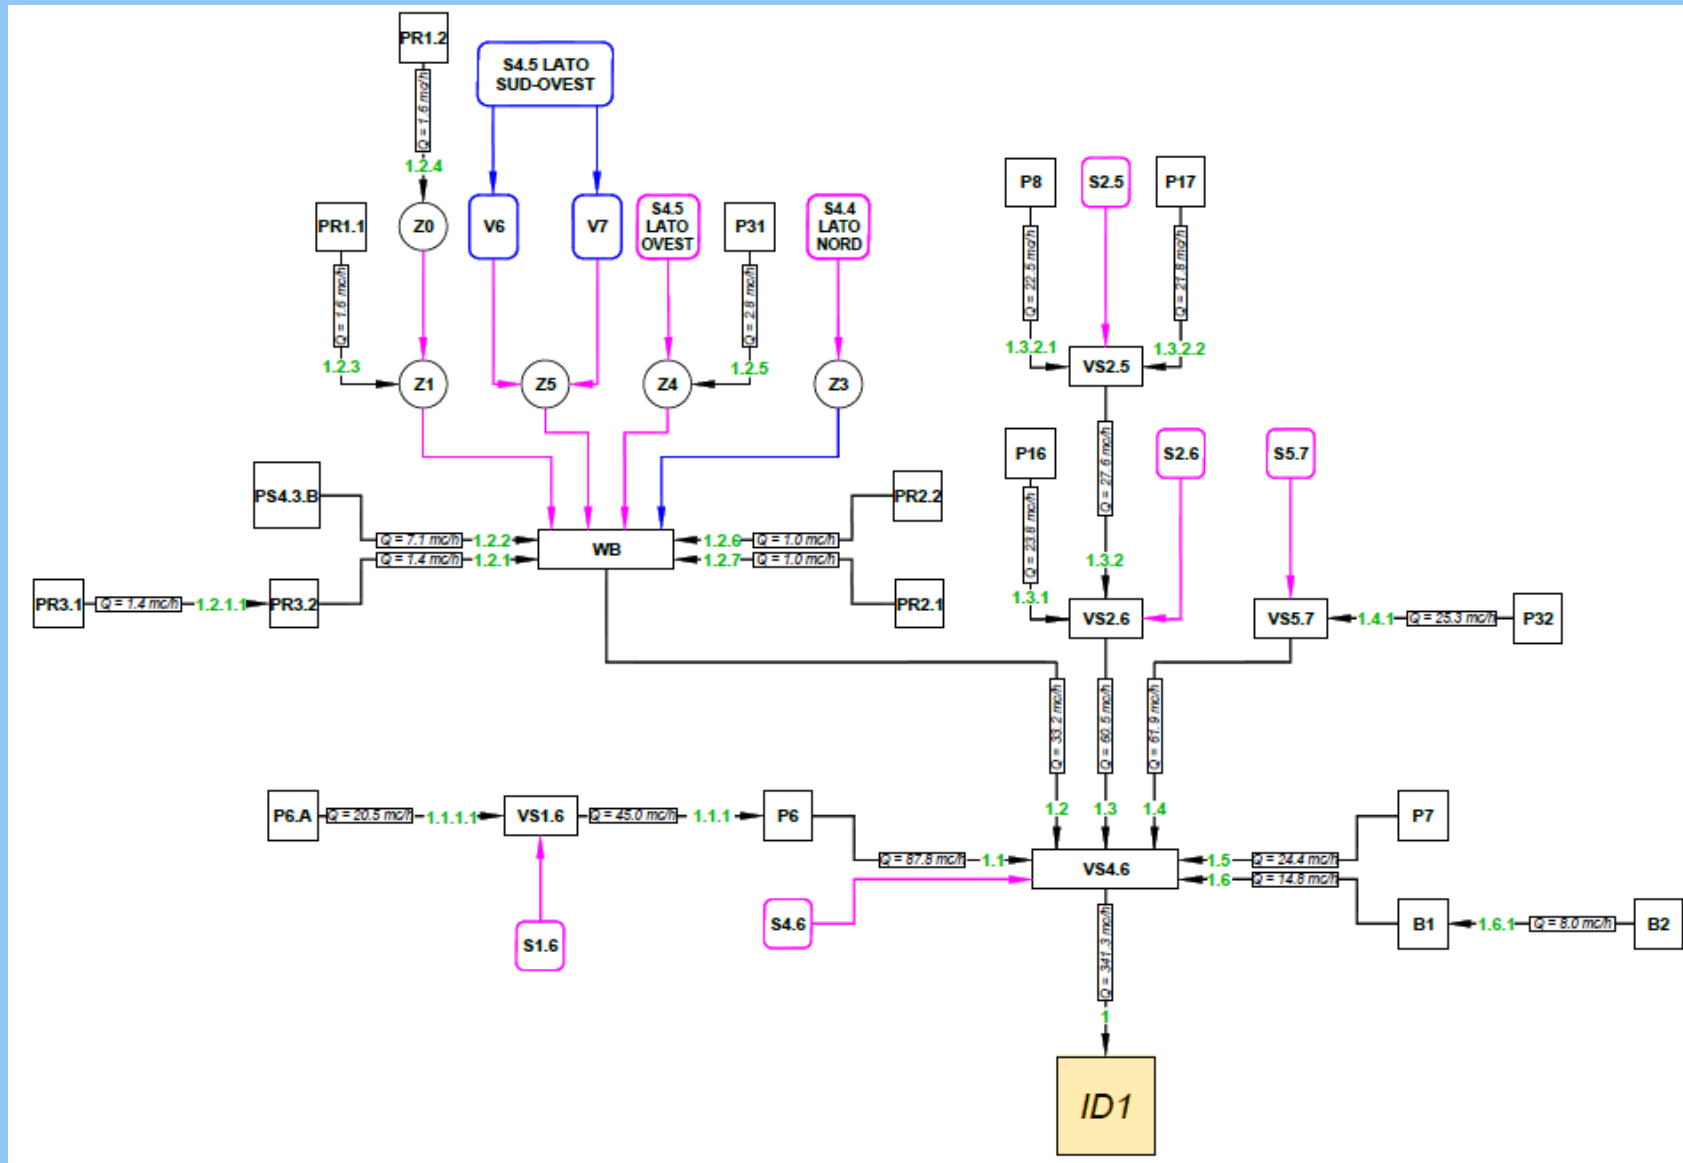 PR1.2
S4.5 LATO
SUD-OVEST
Q = 1.6 mc/h
1.2.4
P8
S2.5
P17
PR1.1
Z0
V6
V7
S4.5
LATO
OVEST
P31
S4.4
LATO
NORD
Q = 1.6 mc/h
Q = 2.8 mc/h
Q = 22.5 mc/h
Q = 21.8 mc/h
1.3.2.1
1.3.2.2
1.2.3
1.2.5
VS2.5
Z1
Z5
Z4
Z3
P16
S2.6
S5.7
Q = 27.6 mc/h
PS4.3.B
PR2.2
Q = 23.8 mc/h
Q = 7.1 mc/h
1.2.2
WB
1.2.6
Q = 1.0 mc/h
Q = 1.4 mc/h
1.2.1
1.2.7
Q = 1.0 mc/h
1.3.2
PR3.1
Q = 1.4 mc/h
1.2.1.1
PR3.2
PR2.1
1.3.1
VS2.6
VS5.7
1.4.1
Q = 25.3 mc/h
P32
Q = 33.2 mc/h
Q = 60.5 mc/h
Q = 61.9 mc/h
1.2
1.3
1.4
P6.A
Q = 20.5 mc/h
1.1.1.1
VS1.6
Q = 45.0 mc/h
1.1.1
P6
P7
Q = 87.8 mc/h
1.1
VS4.6
1.5
Q = 24.4 mc/h
1.6
Q = 14.8 mc/h
S4.6
B1
1.6.1
Q = 8.0 mc/h
B2
S1.6
Q = 341.3 mc/h
1
ID1